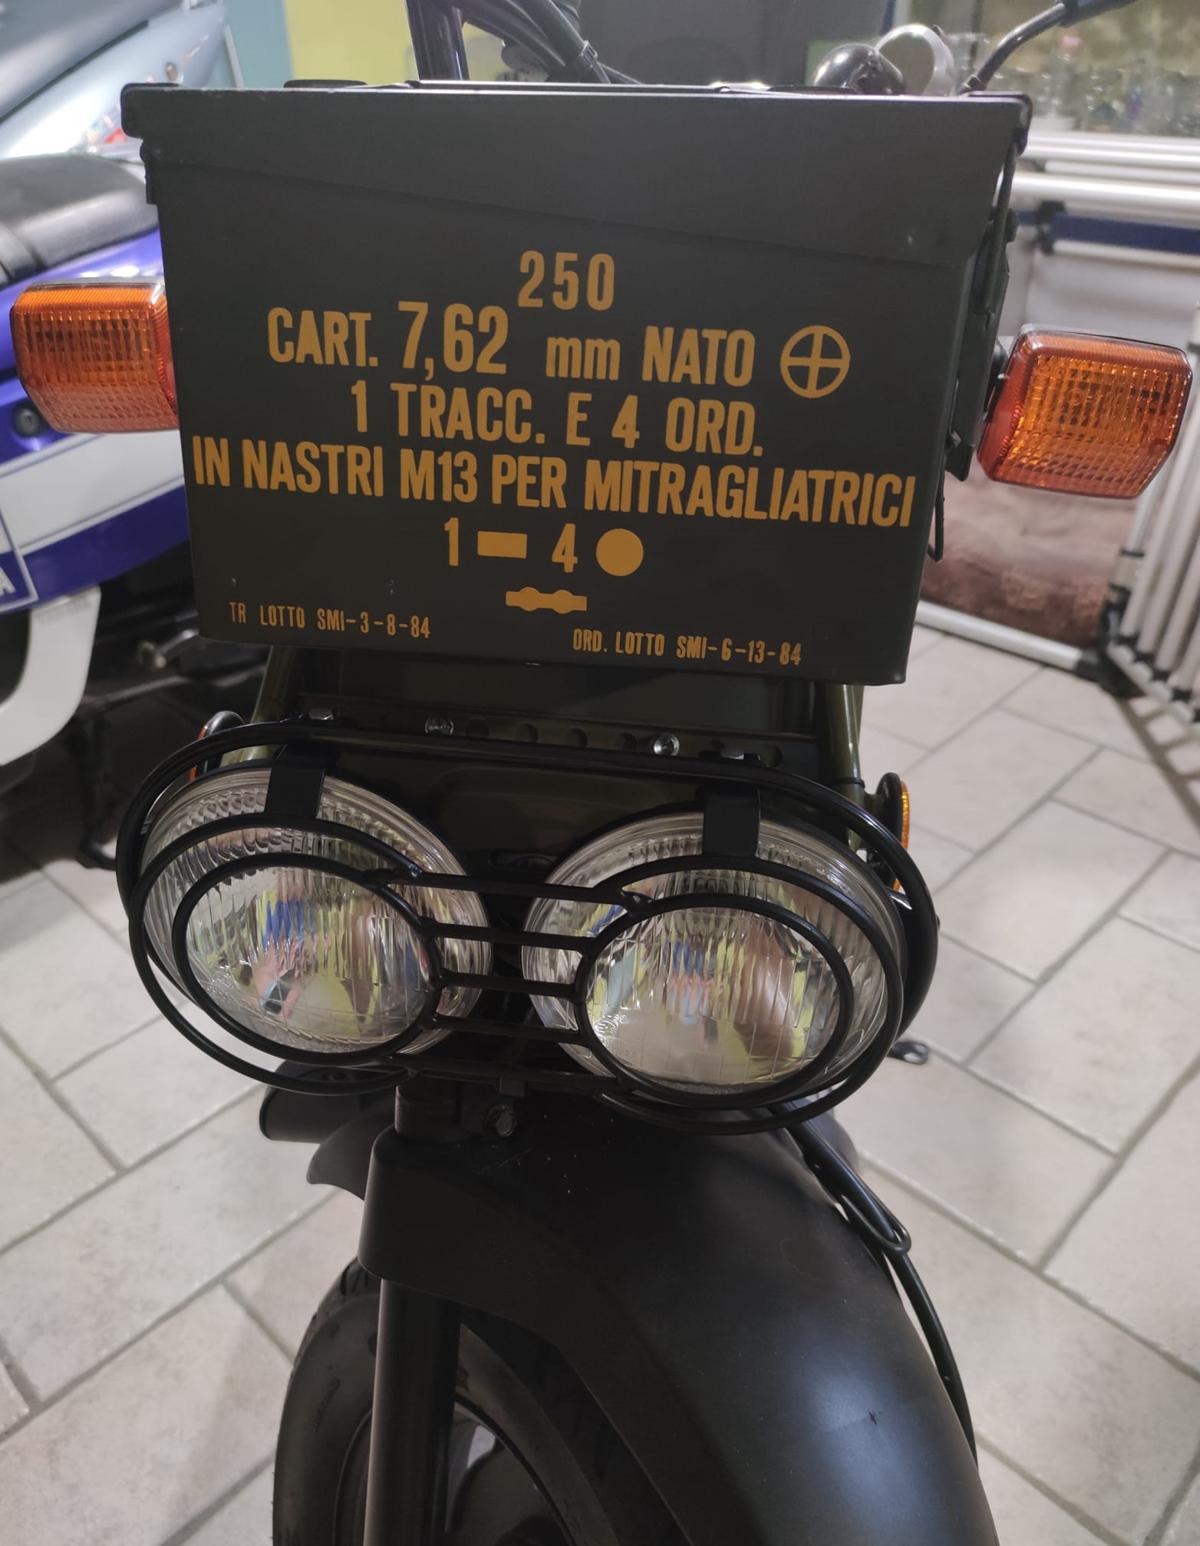 250
CART. 7,62 mm NATO
1 TRACC. E 4 ORD.
IN NASTRI M13 PER MITRAGLIATRICI
1 4
TR LOTTO SMI-3-8-84
ORD. LOTTO SMI-6-13-84